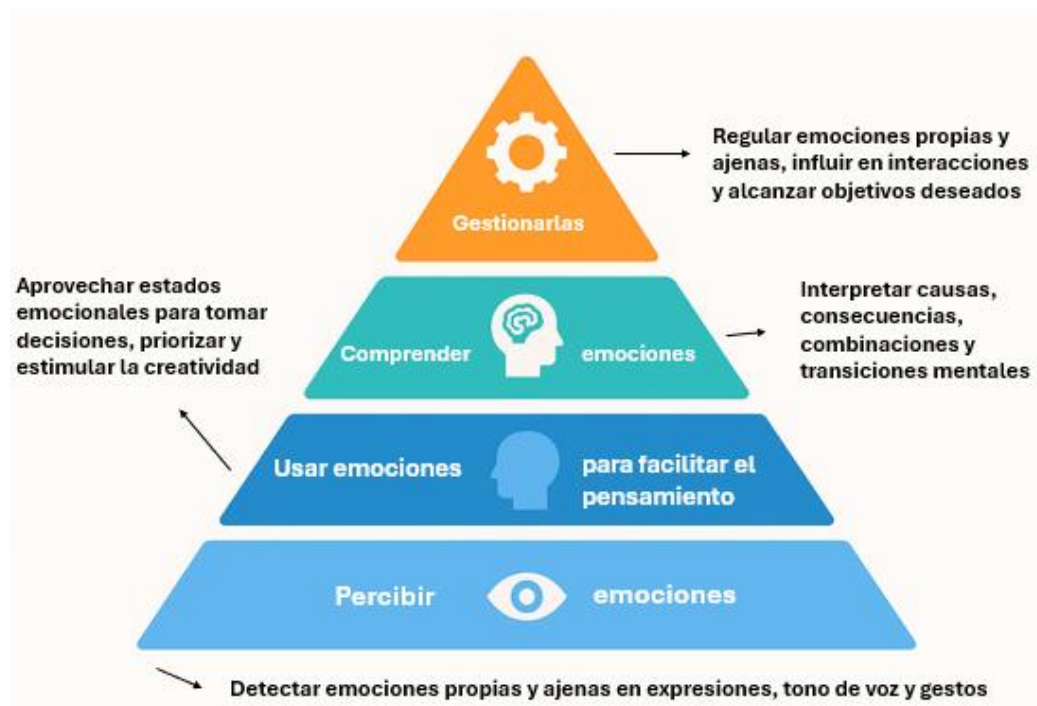 Regular emociones propias y
ajenas, influir en interacciones
y alcanzar objetivos deseados
Gestionarlas
Aprovechar estados
emocionales para tomar
decisiones, priorizar y
estimular la creatividad
Comprender emociones
Interpretar causas,
consecuencias,
combinaciones y
transiciones mentales
Usar emociones para facilitar el
pensamiento
Percibir emociones
Detectar emociones propias y ajenas en expresiones, tono de voz y gestos